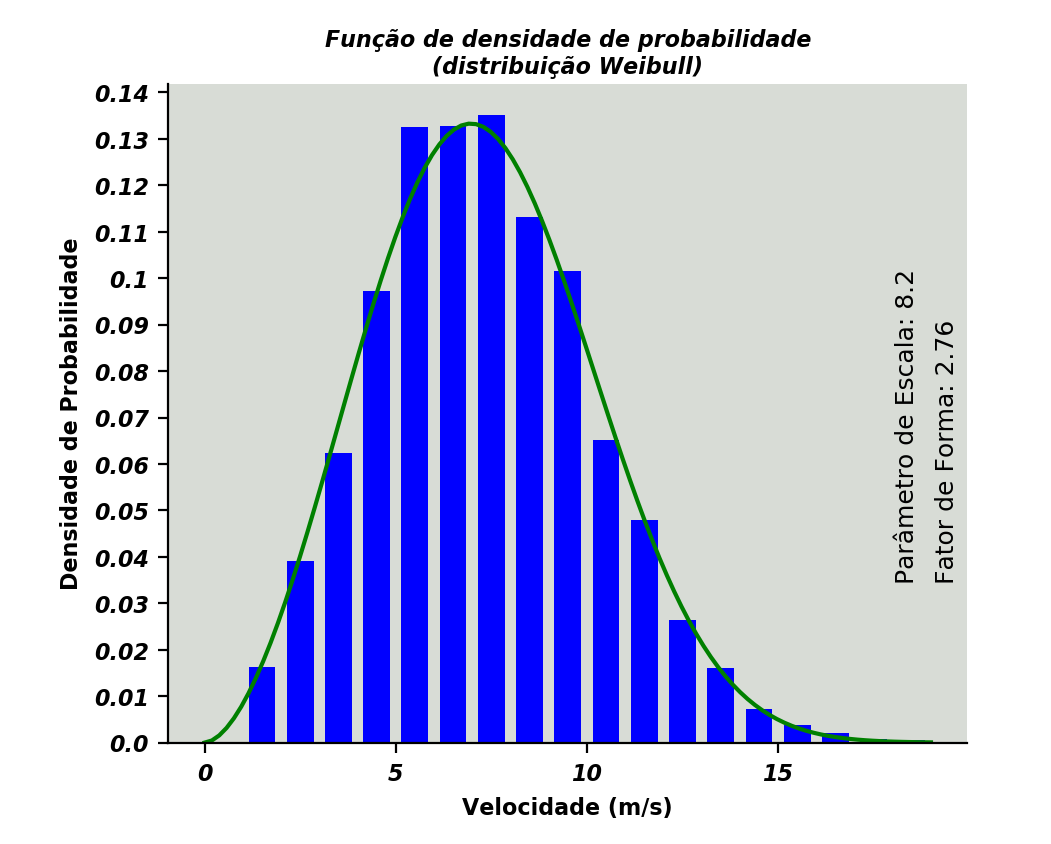 Função de densidade de probabilidade
(distribuição Weibull)
0.14
0.13
0.12
0.11
0.1
0.09
0.08
0.07
0.06
0.05
0.04
0.03
0.02
0.01
0.0
Densidade de Probabilidade
0 5 10 15
Velocidade (m/s)
Parâmetro de Escala: 8.2
Fator de Forma: 2.76